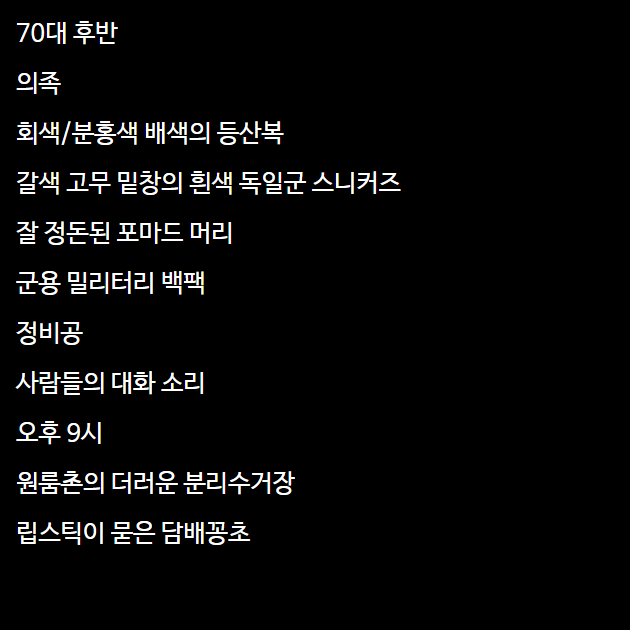 70대 후반
의족
회색/분홍색 배색의 등산복
갈색 고무 밑창의 흰색 독일군 스니커즈
잘 정돈된 포마드 머리
군용 밀리터리 백팩
정비공
사람들의 대화 소리
오후 9시
원룸촌의 더러운 분리수거장
립스틱이 묻은 담배꽁초